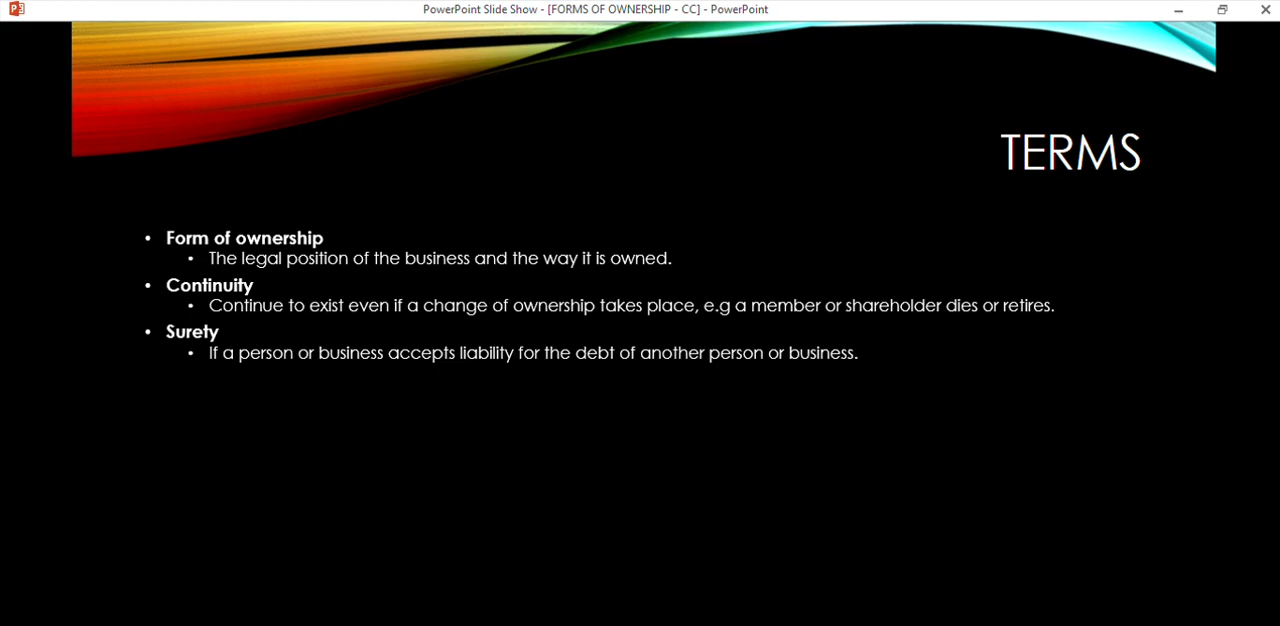 PowerPoint Slide Show - [FORMS OF OWNERSHIP - CC] - PowerPoint
TERMS
• Form of ownership
• The legal position of the business and the way it is owned.
• Continuity
• Continue to exist even if a change of ownership takes place, e.g a member or shareholder dies or retires.
• Surety
• If a person or business accepts liability for the debt of another person or business.